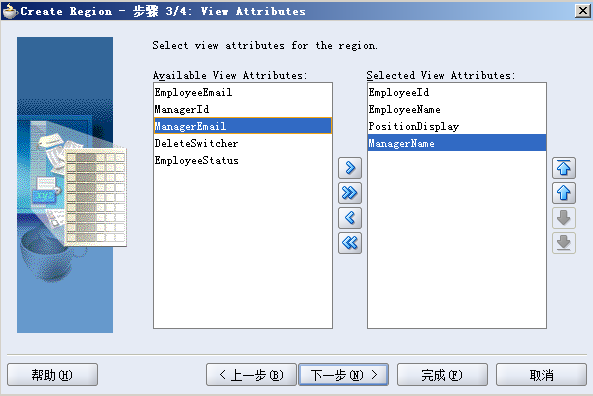 Create Region - 步骤 3/4: View Attributes
Select view attributes for the region.
Available View Attributes:
EmployeeEmail
ManagerId
ManagerEmail
DeleteSwitcher
EmployeeStatus
Selected View Attributes:
EmployeeId
EmployeeName
PositionDisplay
ManagerName
帮助(H)
< 上一步(B)
下一步(N) >
完成(F)
取消